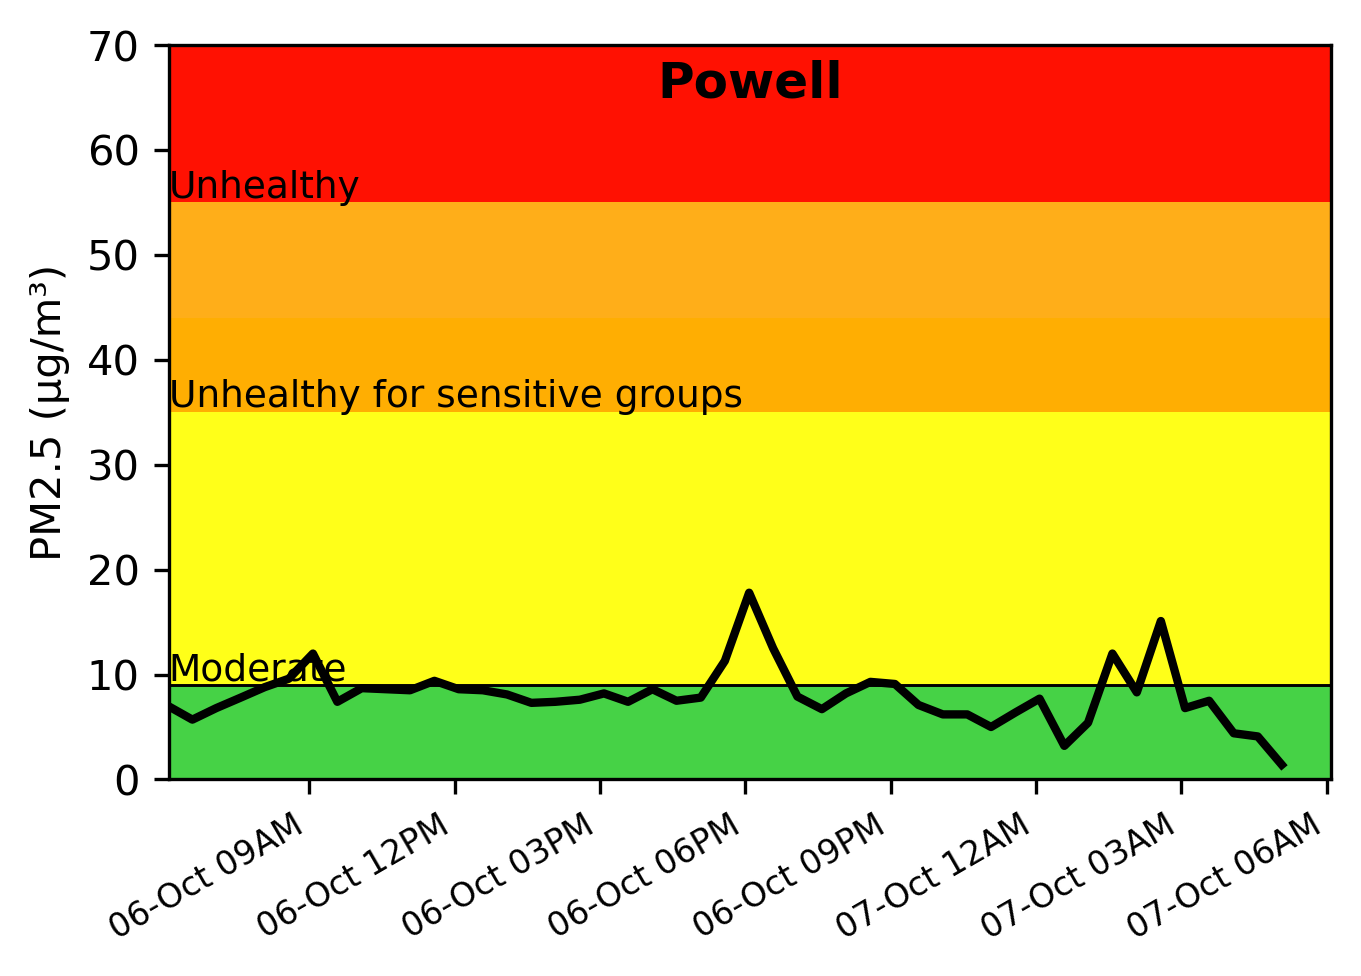 Powell
70
60
50
40
30
20
10
0
PM2.5 (µg/m³)
Unhealthy
Unhealthy for sensitive groups
Moderate
06-Oct 09AM
06-Oct 12PM
06-Oct 03PM
06-Oct 06PM
06-Oct 09PM
07-Oct 12AM
07-Oct 03AM
07-Oct 06AM